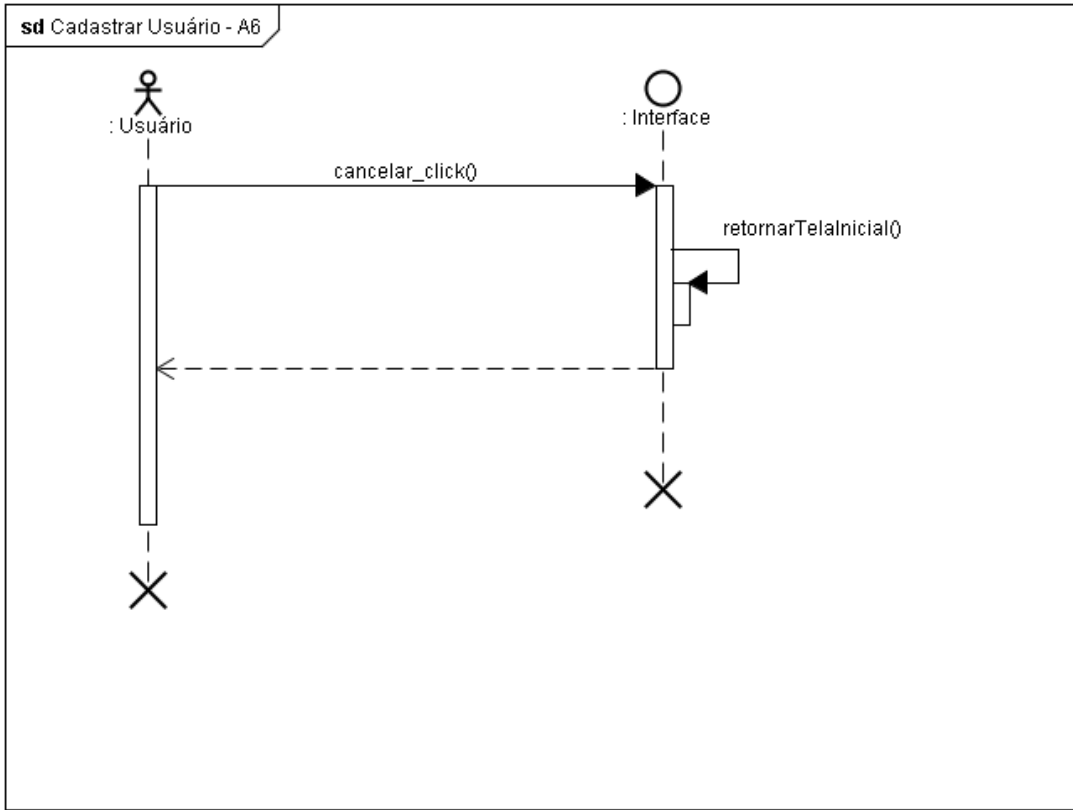 sd Cadastrar Usuário - A6
: Usuário
: Interface
cancelar_click()
retornarTelaInicial()